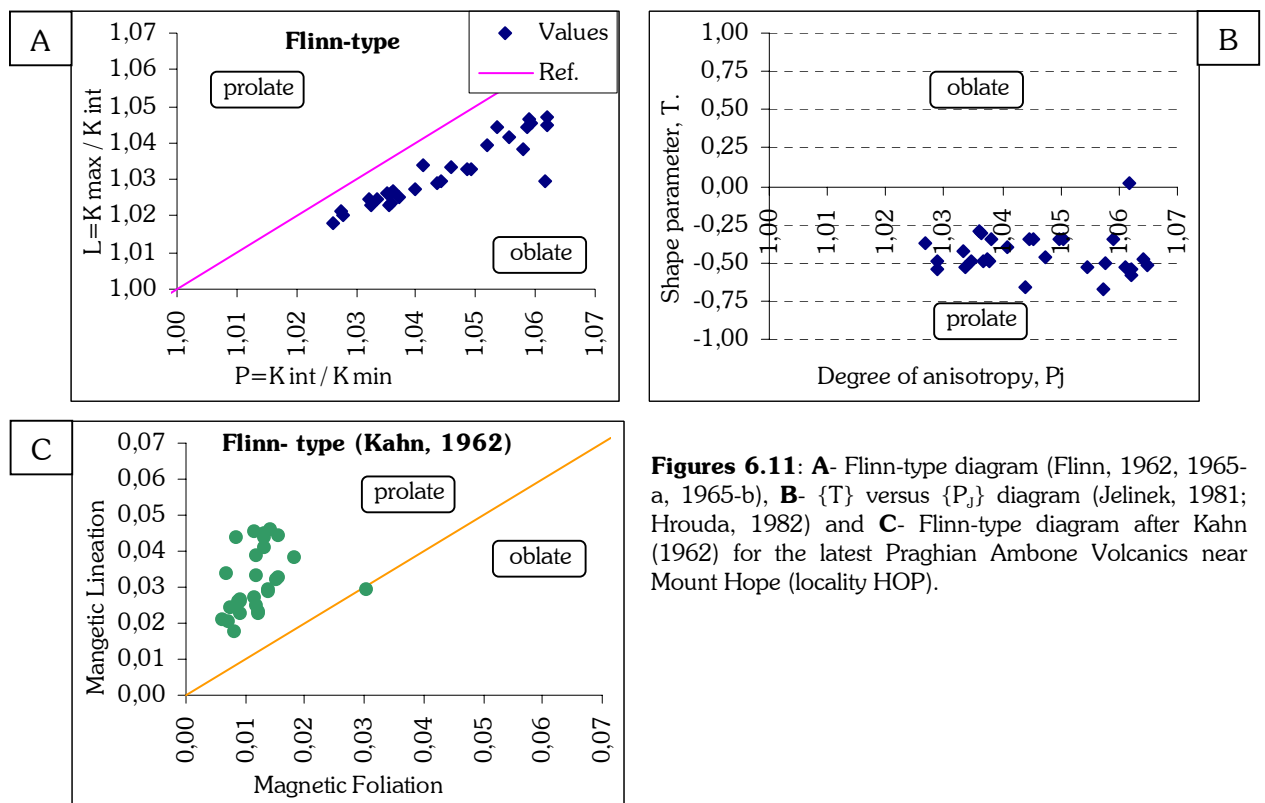 A
Flinn-type
Values
Ref.
prolate
oblate
L=K max / K int
1,07
1,06
1,05
1,04
1,03
1,02
1,01
1,00
1,00
1,01
1,02
1,03
1,04
1,05
1,06
1,07
P=K int / K min
B
Shape parameter, T.
1,00
0,75
0,50
0,25
0,00
-0,25
-0,50
-0,75
-1,00
oblate
prolate
1,00
1,01
1,02
1,03
1,04
1,05
1,06
1,07
Degree of anisotropy, Pj
C
Flinn- type (Kahn, 1962)
prolate
oblate
Mangetic Lineation
0,07
0,06
0,05
0,04
0,03
0,02
0,01
0,00
0,00
0,01
0,02
0,03
0,04
0,05
0,06
0,07
Magnetic Foliation
Figures 6.11: A- Flinn-type diagram (Flinn, 1962, 1965-
a, 1965-b), B- {T} versus {PJ} diagram (Jelinek, 1981;
Hrouda, 1982) and C- Flinn-type diagram after Kahn
(1962) for the latest Praghian Ambone Volcanics near
Mount Hope (locality HOP).